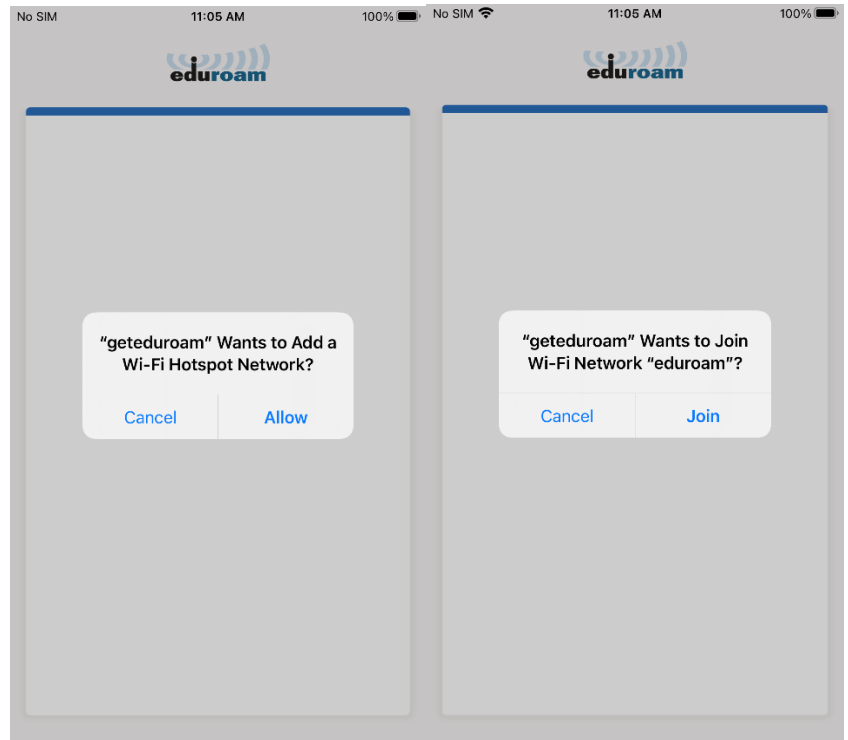 No SIM 11:05 AM 100%
eduroam
“geteduroam” Wants to Add a
Wi-Fi Hotspot Network?
Cancel Allow
No SIM 11:05 AM 100%
eduroam
“geteduroam” Wants to Join
Wi-Fi Network “eduroam”?
Cancel Join